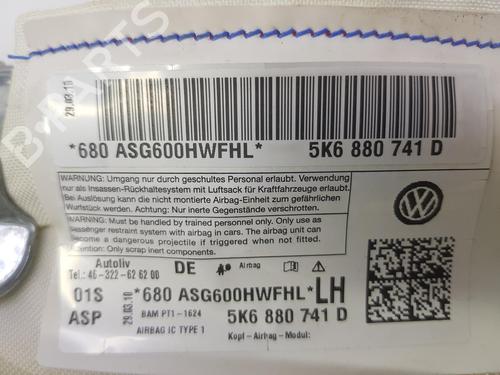 B-PARTS
29.03.10
*680 ASG600HWFHL* 5K6 880 741 D
WARNUNG:
Umgang nur durch geschultes Personal erlaubt. Verwendung
nur als Insassen-Rückhaltesystem mit Luftsack für Kraftfahrzeuge erlaubt.
Bei Auslösung kann die nicht montierte Airbag-Einheit zum gefährlichen
Wurfstück werden. Achtung: Nur inerte Gegenstände verschrotten.
WARNING: Must be handled by trained personnel only. Only use as
passenger restraint system with airbag in cars. The airbag unit can
become a dangerous projectile if triggered when not mounted.
Caution: Only scrap inert components.
Autoliv DE Airbag
Tel.: 46-322-62 62 00
01S *680 ASG600HWFHL* LH
ASP 29.03.10 BAM PT1-1624 5K6 880 741 D
AIRBAG IC TYPE 1 Kopf-Airbag-Modul: